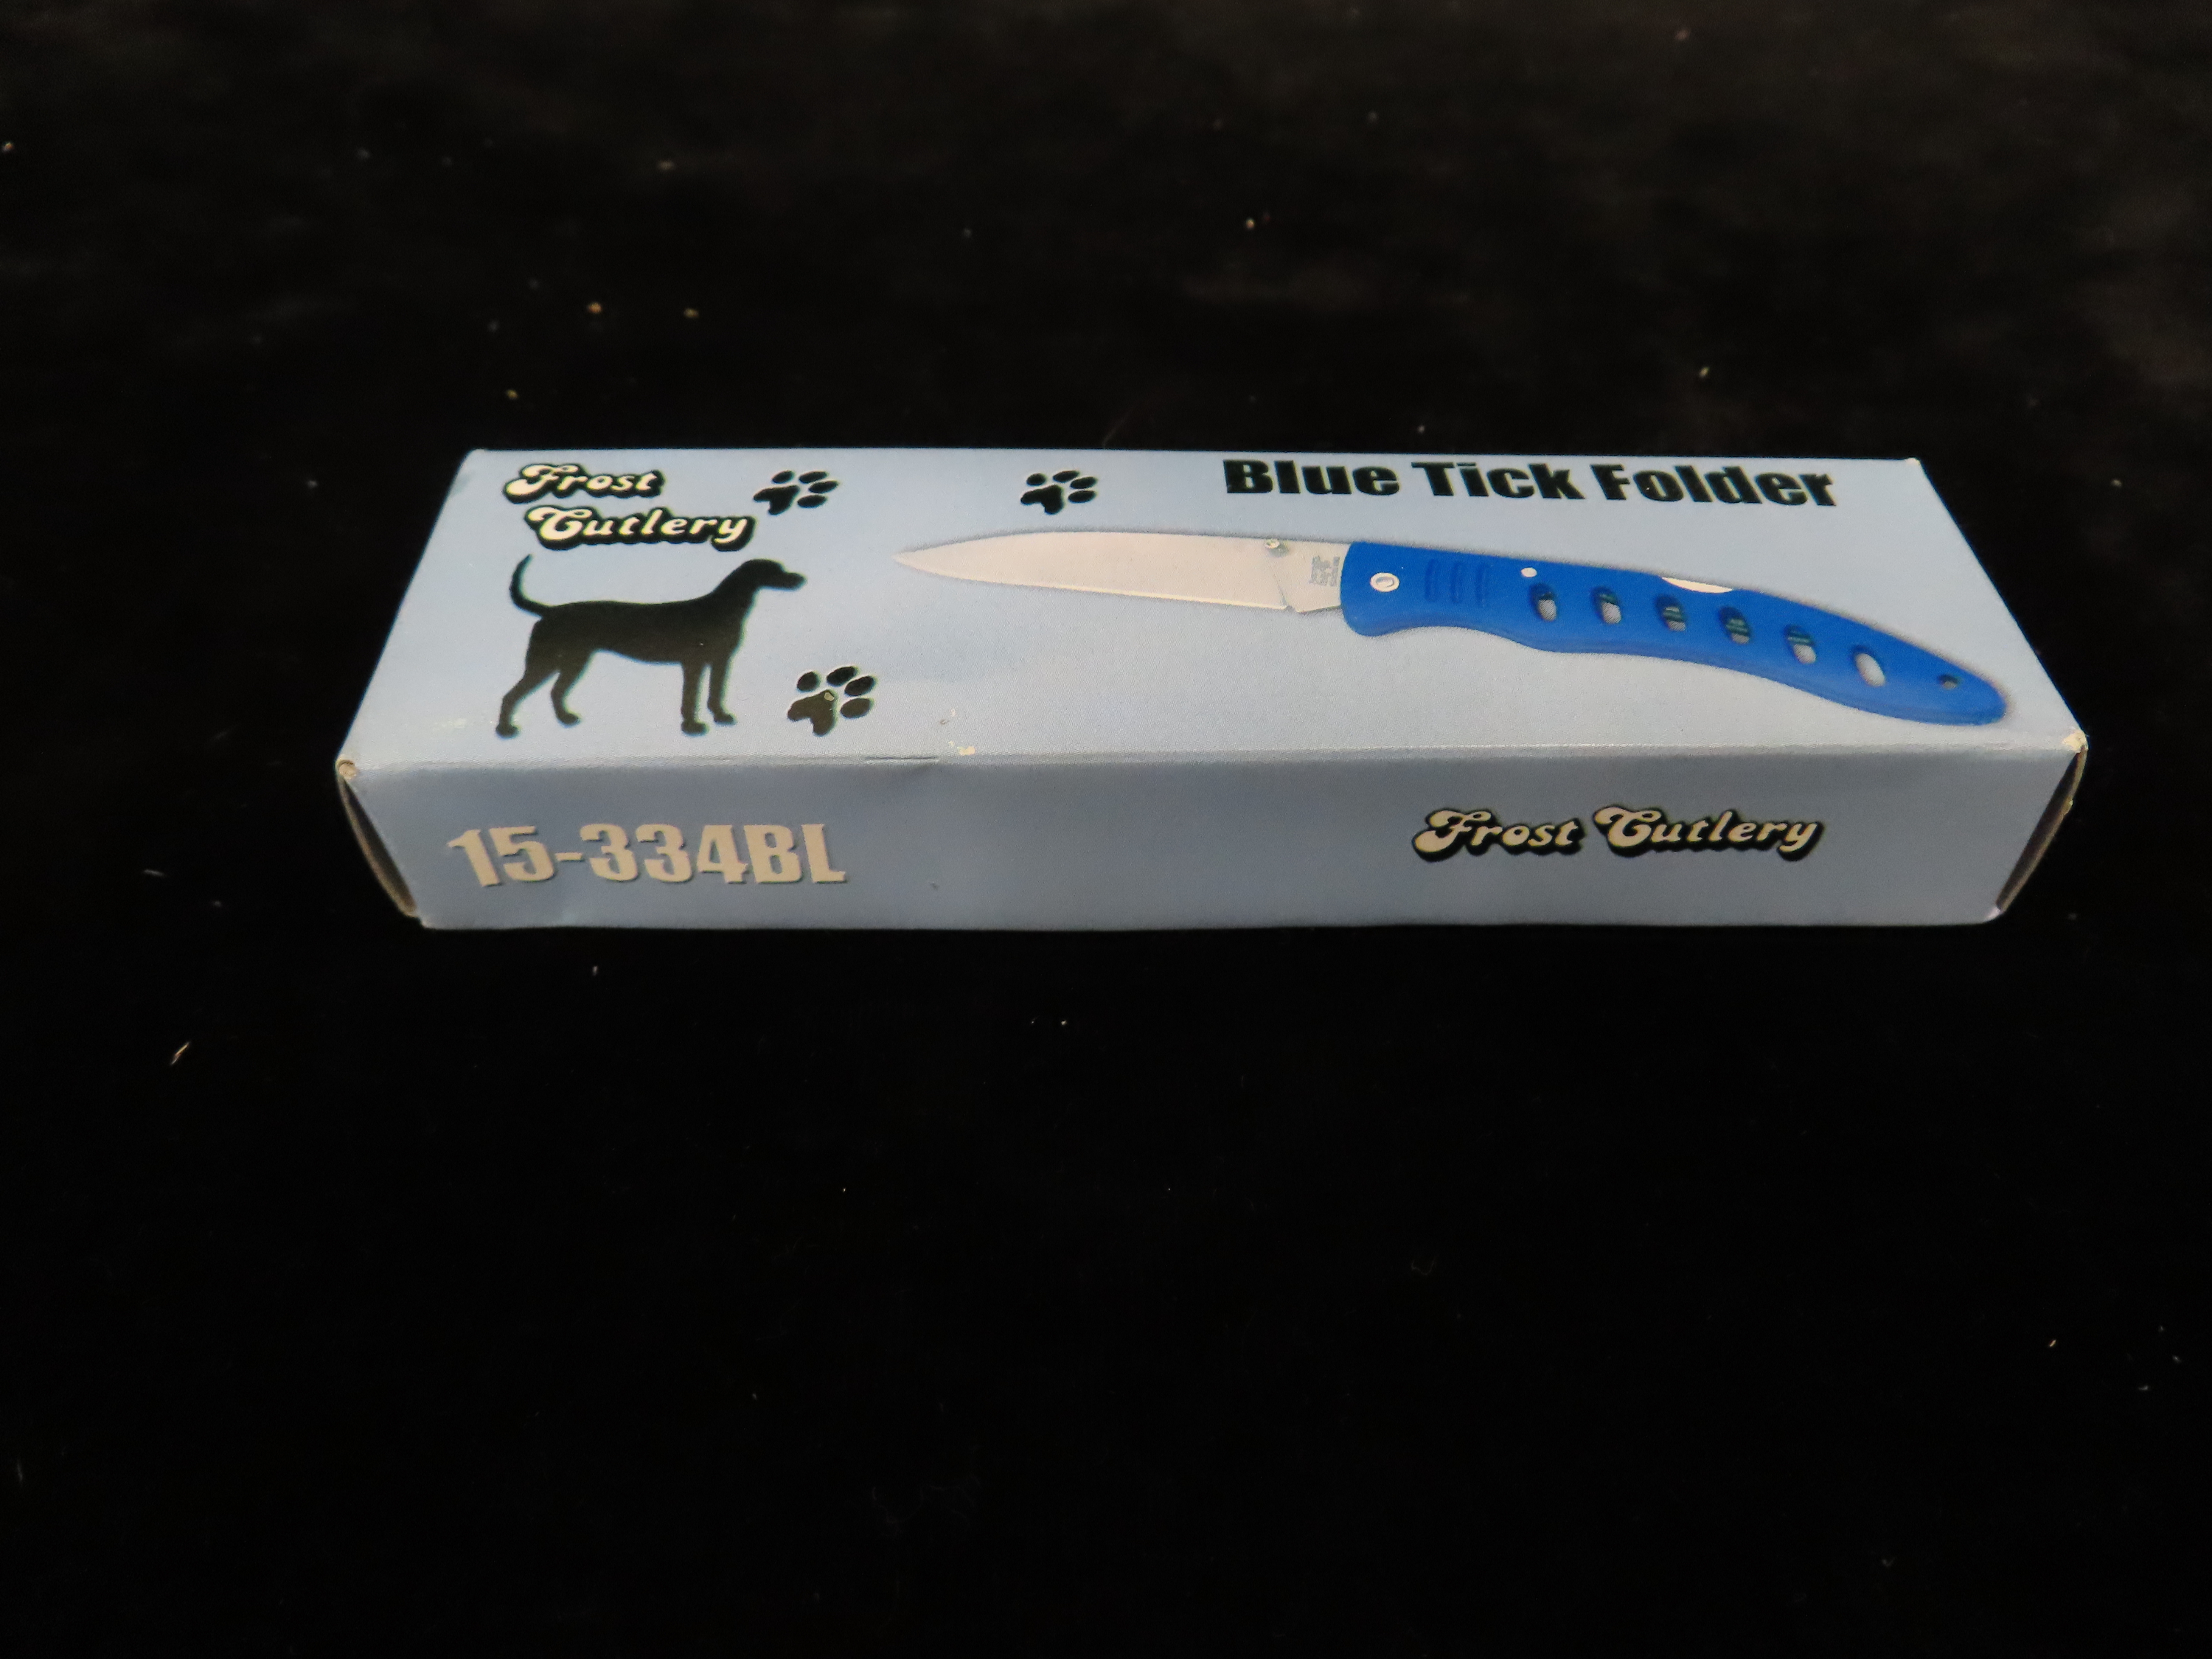 Frost
Cutlery
Blue Tick Folder
15-334BL
Frost Cutlery